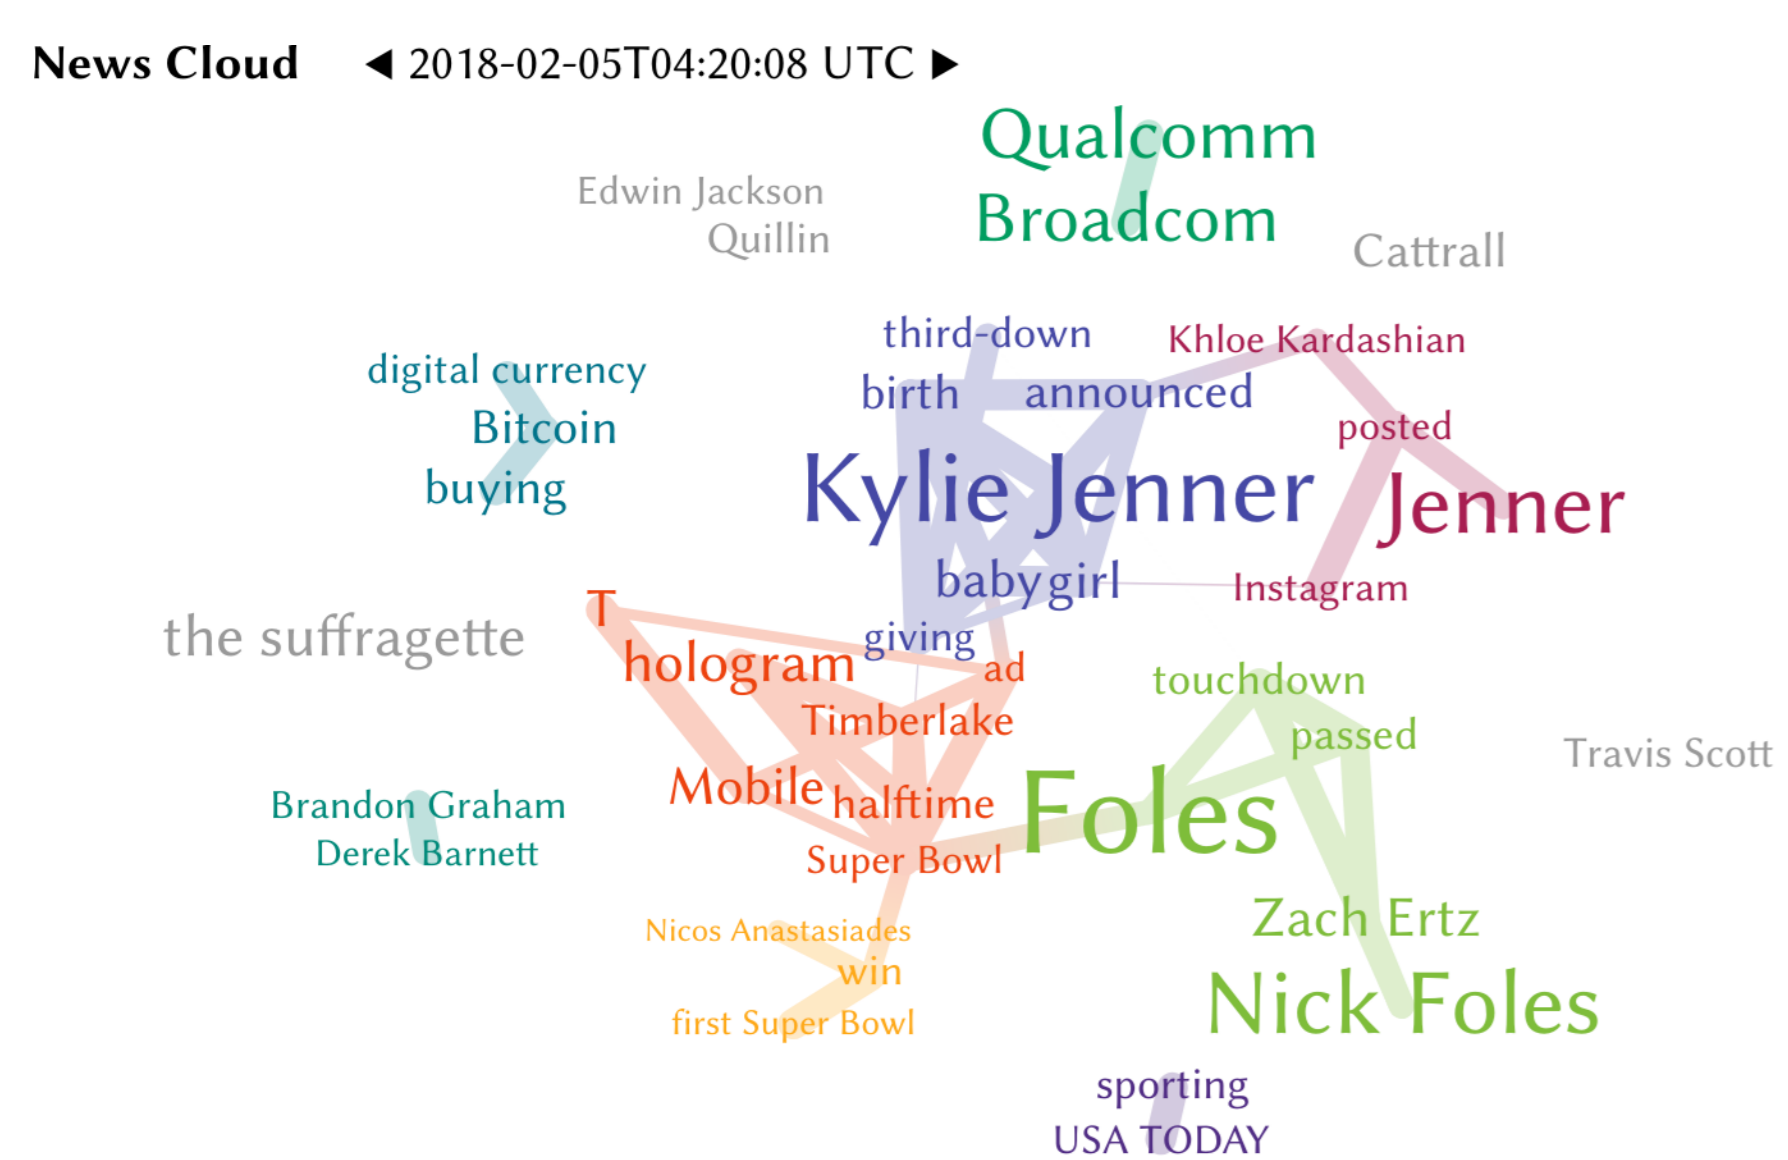 News Cloud ◀ 2018-02-05T04:20:08 UTC ▶
Qualcomm
Broadcom
Edwin Jackson
Quillin
Cattrall
third-down
Khloe Kardashian
digital currency
birth announced
Bitcoin
posted
buying
Kylie Jenner
Jenner
baby girl
Instagram
T
the suffragette
giving
hologram
ad
touchdown
Timberlake
passed
Travis Scott
Mobile
halftime
Foles
Brandon Graham
Derek Barnett
Super Bowl
Zach Ertz
Nicos Anastasiades
win
first Super Bowl
Nick Foles
sporting
USA TODAY